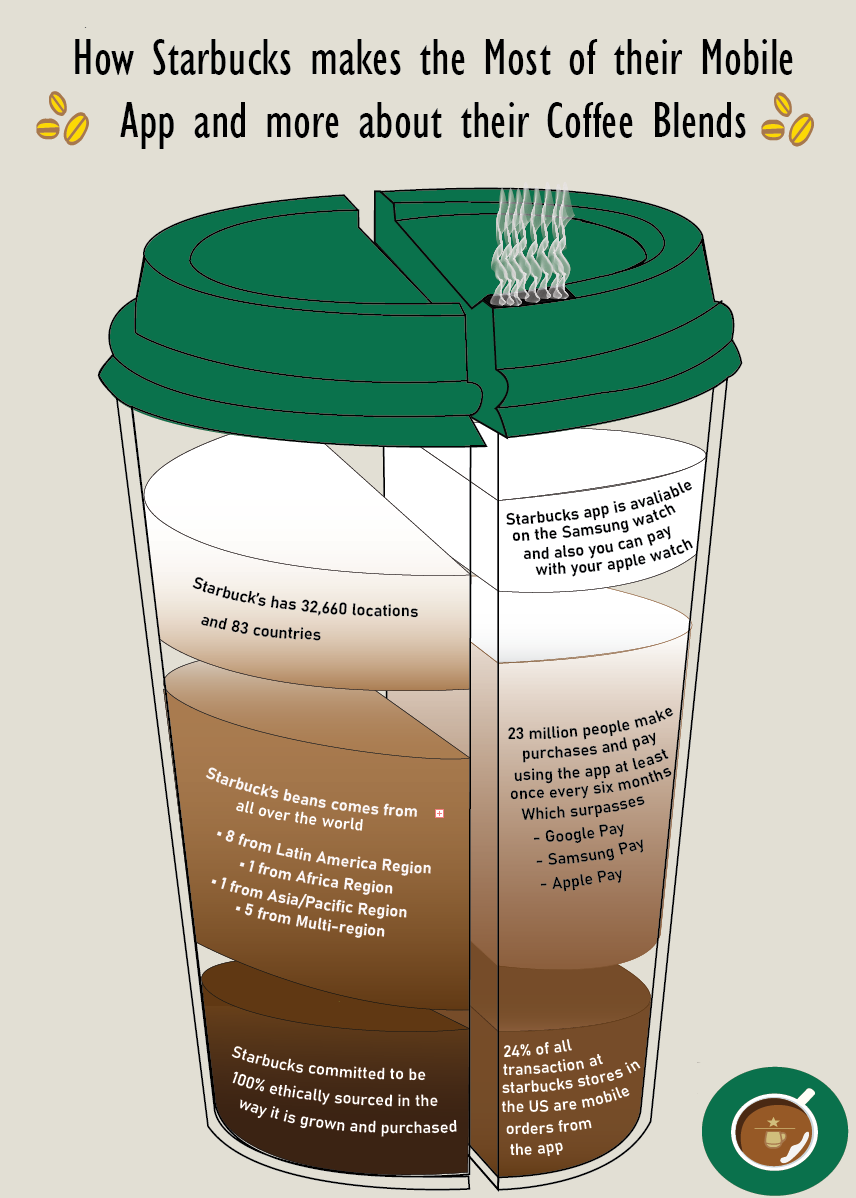 How Starbucks makes the Most of their Mobile
App and more about their Coffee Blends
Starbuck's has 32,660 locations
and 83 countries
Starbuck's beans comes from
all over the world
▪ 8 from Latin America Region
▪ 1 from Africa Region
▪ 1 from Asia/Pacific Region
▪ 5 from Multi-region
Starbucks committed to be
100% ethically sourced in the
way it is grown and purchased
Starbucks app is avaliable
on the Samsung watch
and also you can pay
with your apple watch
23 million people make
purchases and pay
using the app at least
once every six months
Which surpasses
- Google Pay
- Samsung Pay
- Apple Pay
24% of all
transaction at
starbucks stores in
the US are mobile
orders from
the app